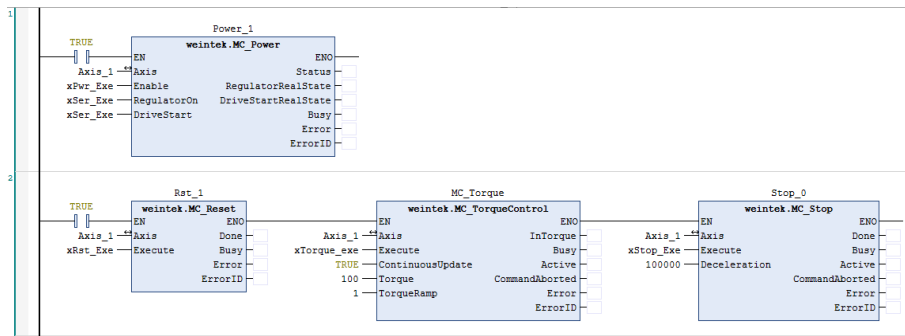 1
Power_1
TRUE
weintek.MC_Power
EN ENO
Axis_1 Axis Status
xPwr_Exe Enable RegulatorRealState
xSer_Exe RegulatorOn DriveStartRealState
xSer_Exe DriveStart Busy
Error
ErrorID
2
Rst_1 MC_Torque Stop_0
TRUE
weintek.MC_Reset weintek.MC_TorqueControl weintek.MC_Stop
EN ENO EN ENO EN ENO
Axis_1 Axis Done Axis_1 Axis InTorque Axis_1 Axis Done
xRst_Exe Execute Busy xTorque_exe Execute Busy xStop_Exe Execute Busy
Error TRUE ContinuousUpdate Active 100000 Deceleration Active
ErrorID 100 Torque CommandAborted CommandAborted
1 TorqueRamp Error Error
ErrorID ErrorID